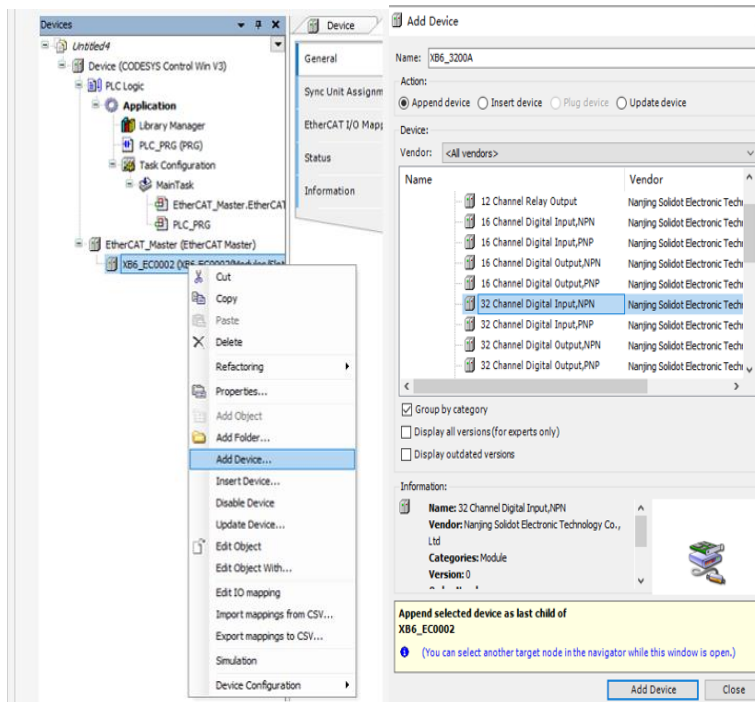 Devices
Untitled4
Device (CODESYS Control Win V3)
PLC Logic
Application
Library Manager
PLC_PRG (PRG)
Task Configuration
MainTask
EtherCAT_Master.EtherCAT
PLC_PRG
EtherCAT_Master (EtherCAT Master)
XB6_EC0002
Cut
Copy
Paste
Delete
Refactoring
Properties...
Add Object
Add Folder...
Add Device...
Insert Device...
Disable Device
Update Device...
Edit Object
Edit Object With...
Edit IO mapping
Import mappings from CSV...
Export mappings to CSV...
Simulation
Device Configuration
Device
General
Sync Unit Assignm
EtherCAT I/O Mapp
Status
Information
Add Device
Name: XB6_3200A
Action:
Append device Insert device Plug device Update device
Device:
Vendor: <All vendors>
Name Vendor
12 Channel Relay Output Nanjing Solidot Electronic Techn
16 Channel Digital Input,NPN Nanjing Solidot Electronic Techn
16 Channel Digital Input,PNP Nanjing Solidot Electronic Techn
16 Channel Digital Output,NPN Nanjing Solidot Electronic Techn
16 Channel Digital Output,PNP Nanjing Solidot Electronic Techn
32 Channel Digital Input,NPN Nanjing Solidot Electronic Techn
32 Channel Digital Input,PNP Nanjing Solidot Electronic Techn
32 Channel Digital Output,NPN Nanjing Solidot Electronic Techn
32 Channel Digital Output,PNP Nanjing Solidot Electronic Techn
Group by category
Display all versions (for experts only)
Display outdated versions
Information:
Name: 32 Channel Digital Input,NPN
Vendor: Nanjing Solidot Electronic Technology Co.,
Ltd
Categories: Module
Version: 0
Append selected device as last child of
XB6_EC0002
(You can select another target node in the navigator while this window is open.)
Add Device Close